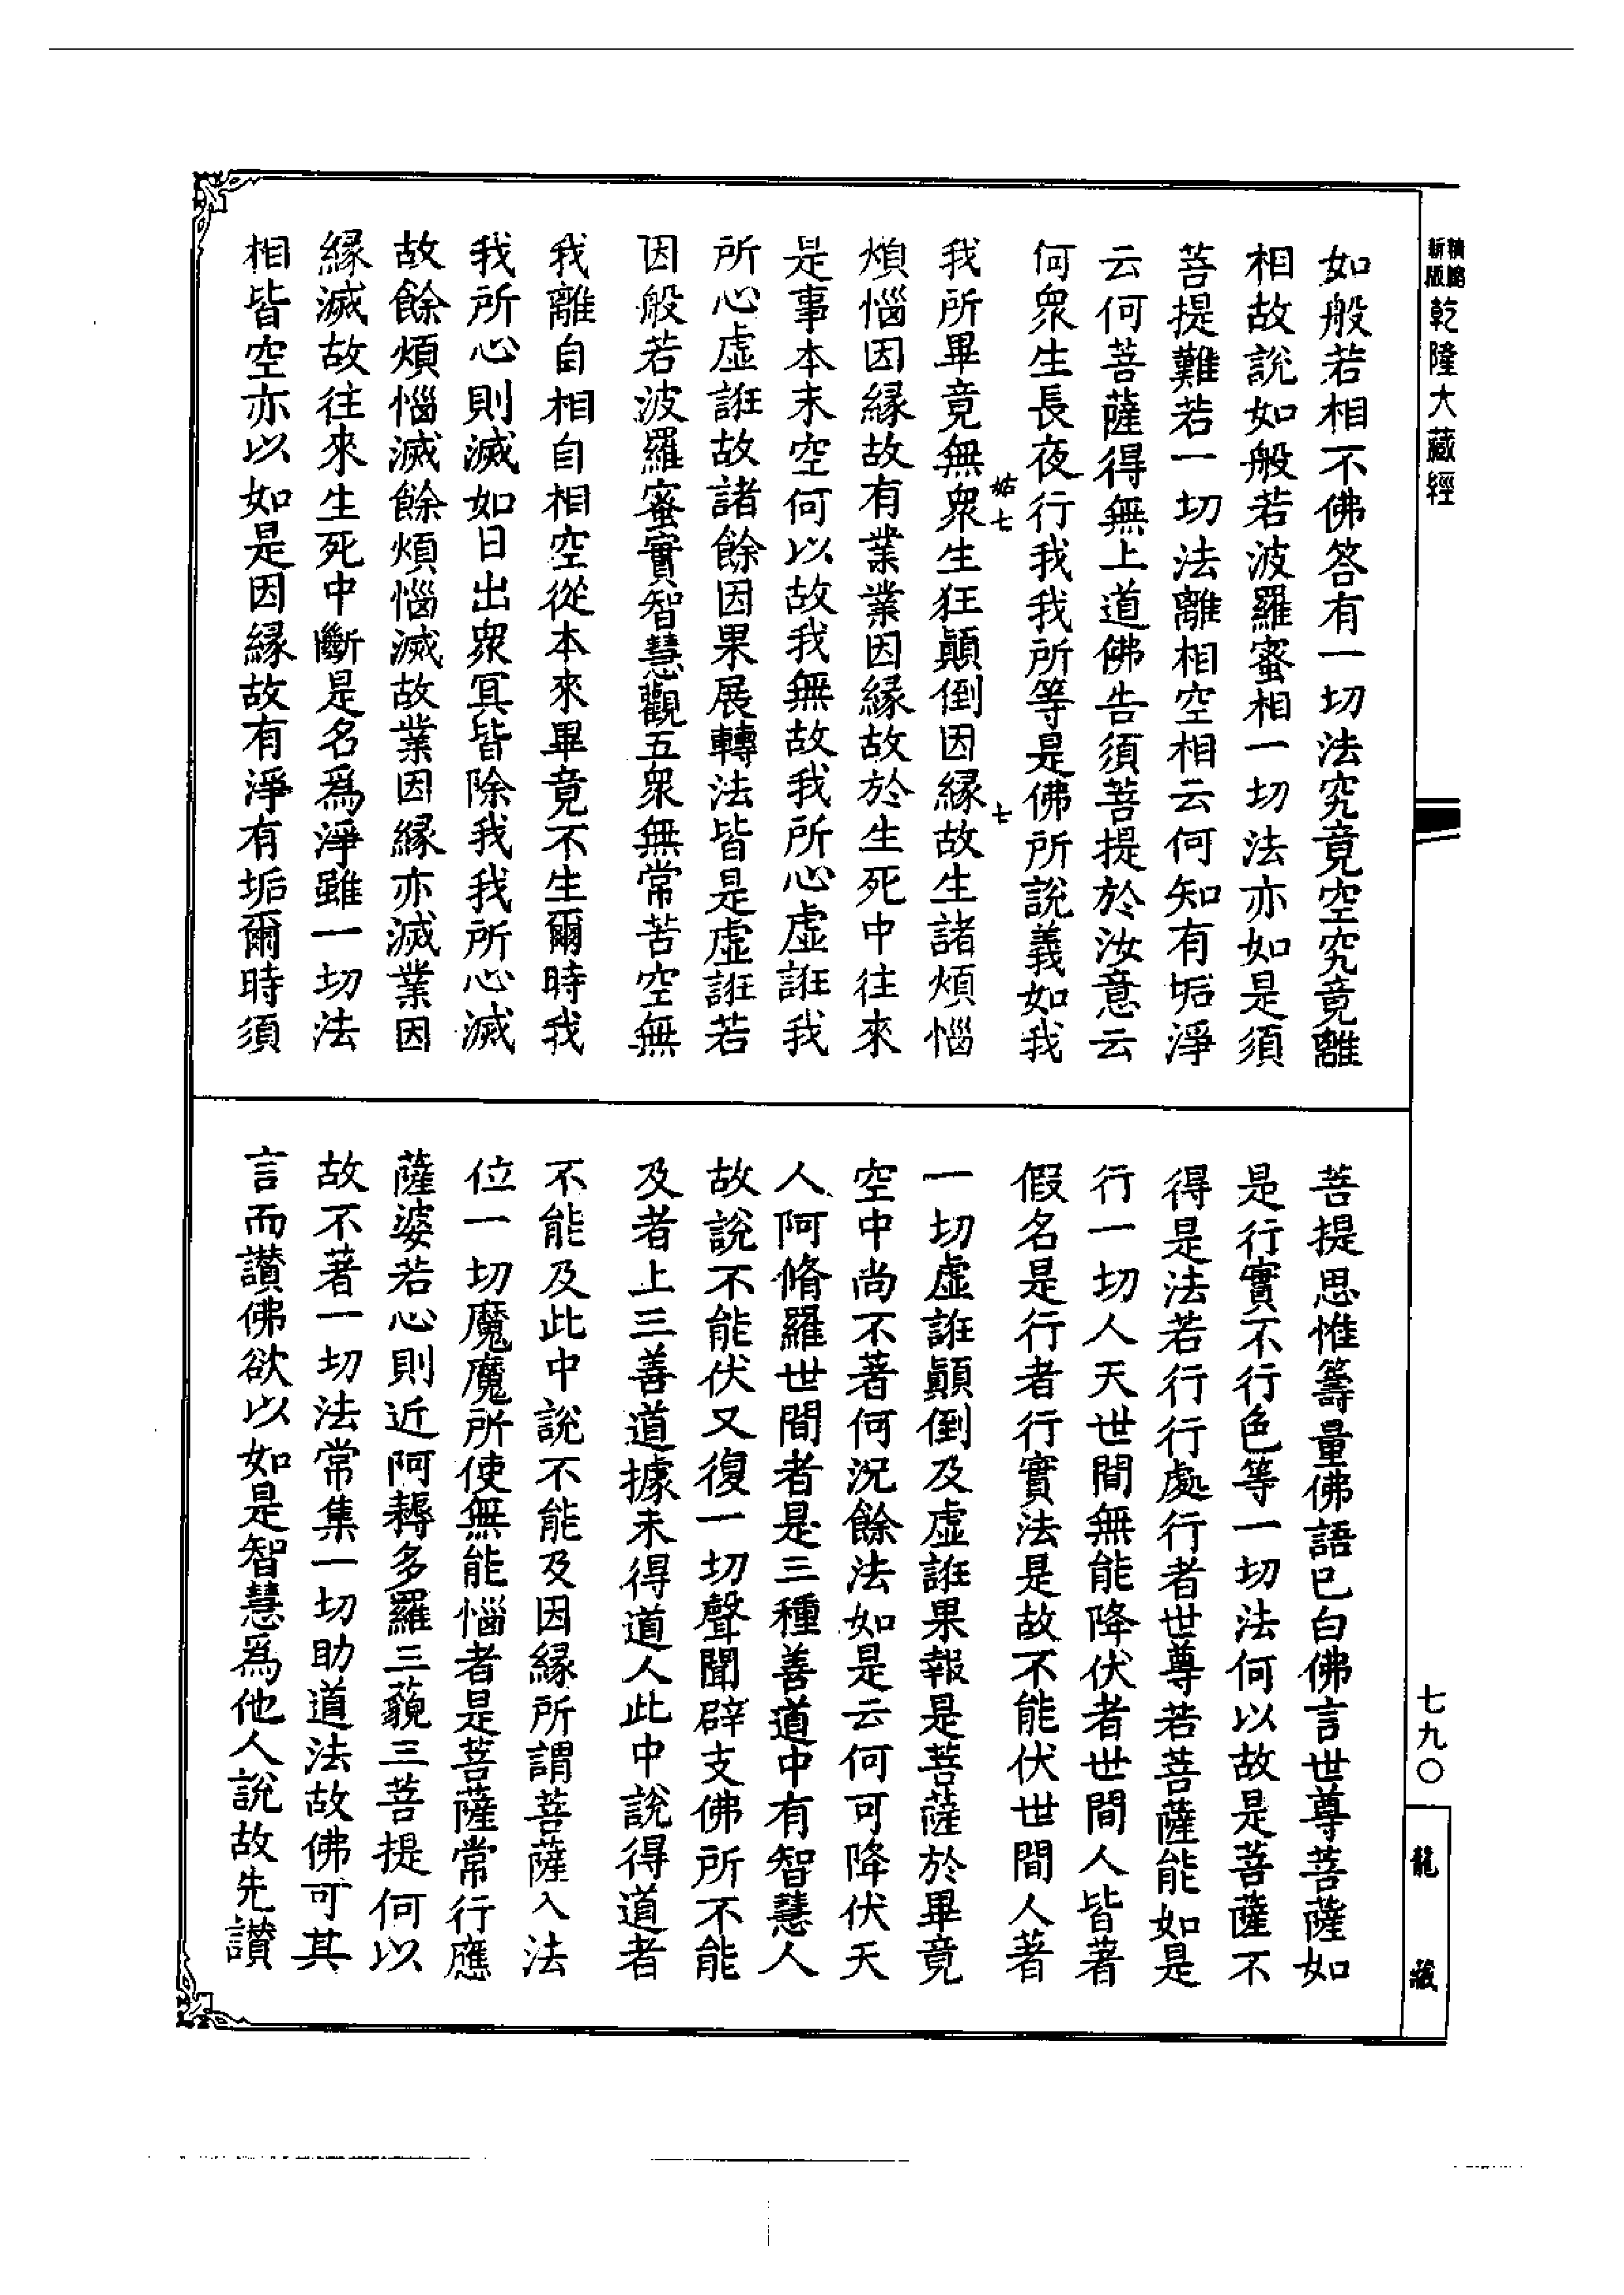 新版精縮
乾隆大藏經
如般若相不佛答有一切法究竟空究竟離
相故說如般若波羅蜜相一切法亦如是須
菩提難若一切法離相空相云何知有垢淨
云何菩薩得無上道佛告須菩提於汝意云
何衆生長夜行我我所等是佛所說義如我
姑七
七
我所畢竟無衆生狂顚倒因緣故生諸煩惱
煩惱因緣故有業業因緣故於生死中往來
是事本末空何以故我無故我所心虛誑我
所心虛誑故諸餘因果展轉法皆是虛誑若
因般若波羅蜜實智慧觀五衆無常苦空無
我離自相自相空從本來畢竟不生爾時我
我所心則滅如日出衆冥皆除我我所心滅
故餘煩惱滅餘煩惱滅故業因緣亦滅業因
緣滅故往來生死中斷是名爲淨雖一切法
相皆空亦以如是因緣故有淨有垢爾時須
菩提思惟籌量佛語已白佛言世尊菩薩如
是行實不行色等一切法何以故是菩薩不
得是法若行行處行者世尊若菩薩能如是
行一切人天世間無能降伏者世間人皆著
假名是行者行實法是故不能伏世間人著
一切虛誑顚倒及虛誑果報是菩薩於畢竟
空中尚不著何況餘法如是云何可降伏天
人阿脩羅世間者是三種善道中有智慧人
故說不能伏又復一切聲聞辟支佛所不能
及者上三善道據未得道人此中說得道者
不能及此中說不能及因緣所謂菩薩入法
位一切魔魔所使無能惱者是菩薩常行應
薩婆若心則近阿耨多羅三藐三菩提何以
故不著一切法常集一切助道法故佛可其
言而讃佛欲以如是智慧爲他人說故先讃
七九〇
龍藏